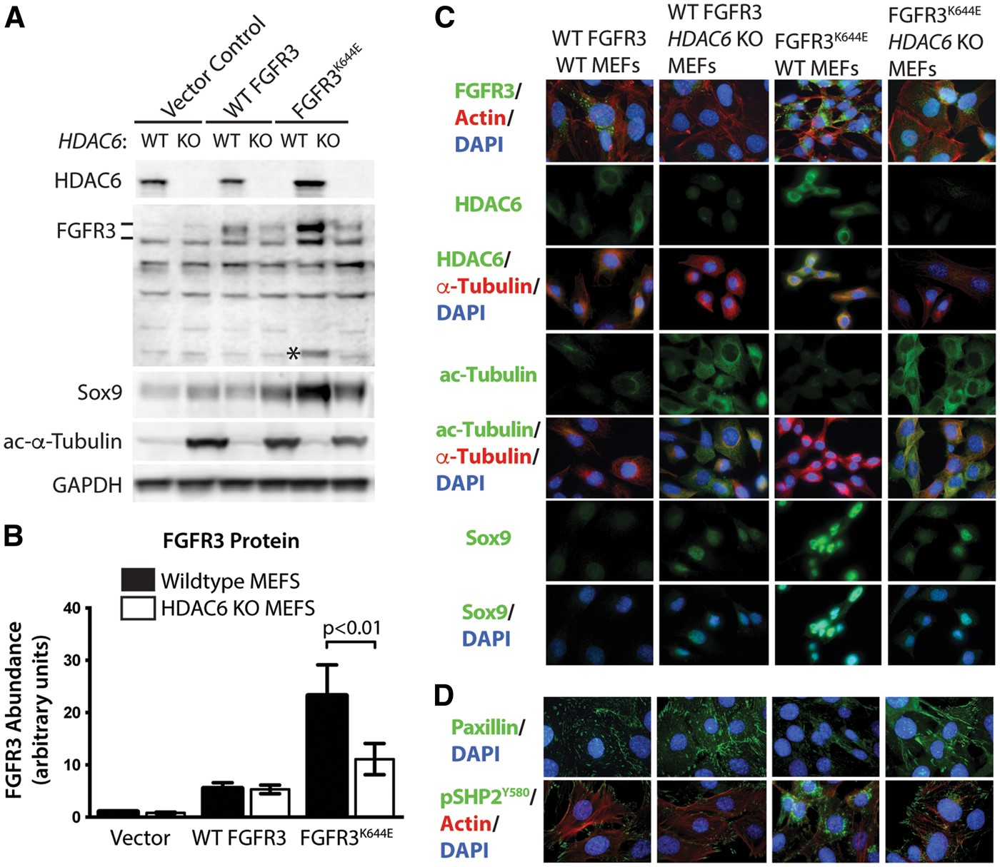 A
Vector Control
WT FGFR3
FGFR3K644E
HDAC6: WT KO WT KO WT KO
HDAC6
FGFR3
*
Sox9
ac-α-Tubulin
GAPDH
B
FGFR3 Protein
Wildtype MEFS
HDAC6 KO MEFS
p<0.01
FGFR3 Abundance
(arbitrary units)
40
30
20
10
0
Vector WT FGFR3 FGFR3K644E
C
WT FGFR3
WT MEFs
WT FGFR3
HDAC6 KO
MEFs
FGFR3K644E
WT MEFs
FGFR3K644E
HDAC6 KO
MEFs
FGFR3/
Actin/
DAPI
HDAC6
HDAC6/
α-Tubulin/
DAPI
ac-Tubulin
ac-Tubulin/
α-Tubulin/
DAPI
Sox9
Sox9/
DAPI
D
Paxillin/
DAPI
pSHP2Y580/
Actin/
DAPI